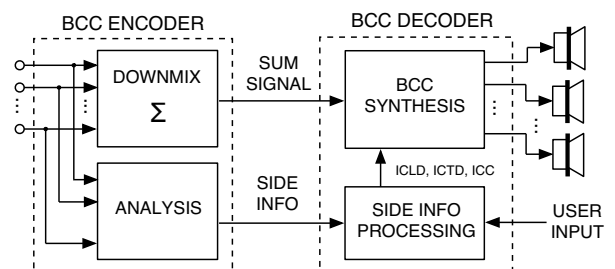 BCC ENCODER
BCC DECODER
DOWNMIX
Σ
SUM
SIGNAL
BCC
SYNTHESIS
ICLD, ICTD, ICC
ANALYSIS
SIDE
INFO
SIDE INFO
PROCESSING
USER
INPUT